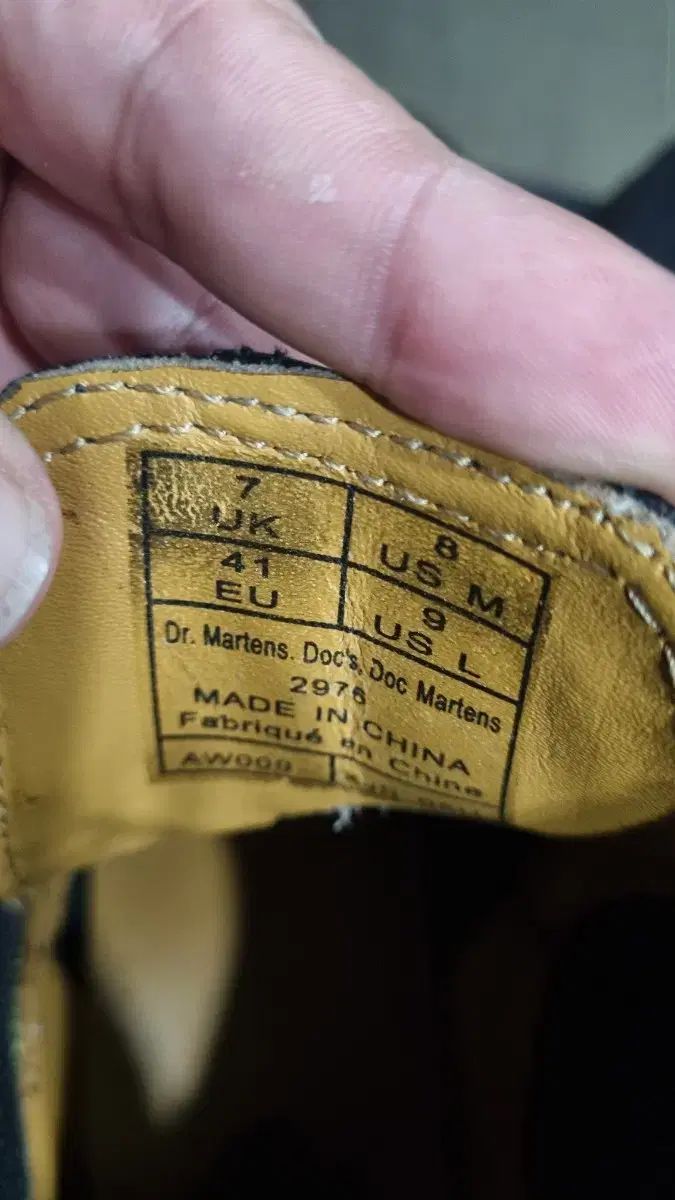 7 UK
8 US M
41 EU
9 US L
Dr. Martens. Doc's. Doc Martens
2976
MADE IN CHINA
Fabriqué en China
AW009